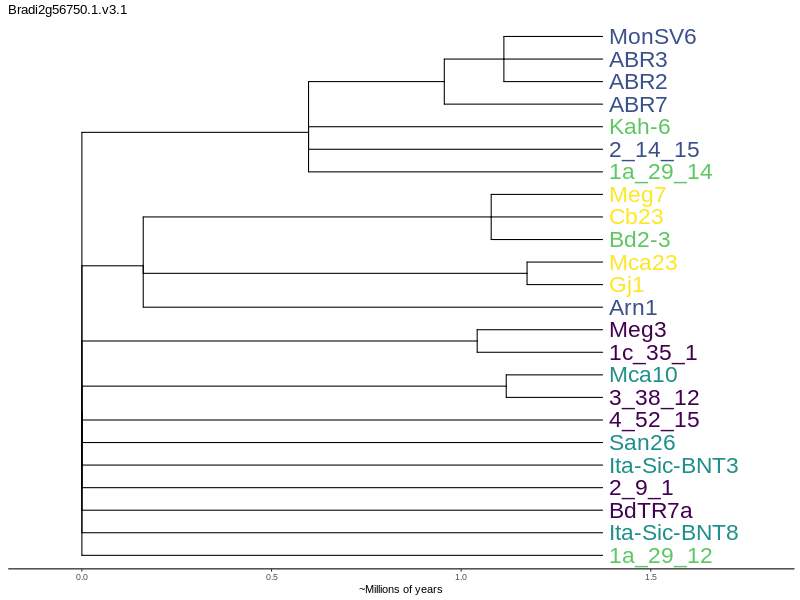 Bradi2g56750.1.v3.1
MonSV6
ABR3
ABR2
ABR7
Kah-6
2_14_15
1a_29_14
Meg7
Cb23
Bd2-3
Mca23
Gj1
Arn1
Meg3
1c_35_1
Mca10
3_38_12
4_52_15
San26
Ita-Sic-BNT3
2_9_1
BdTR7a
Ita-Sic-BNT8
1a_29_12
0.0 0.5 1.0 1.5
~Millions of years